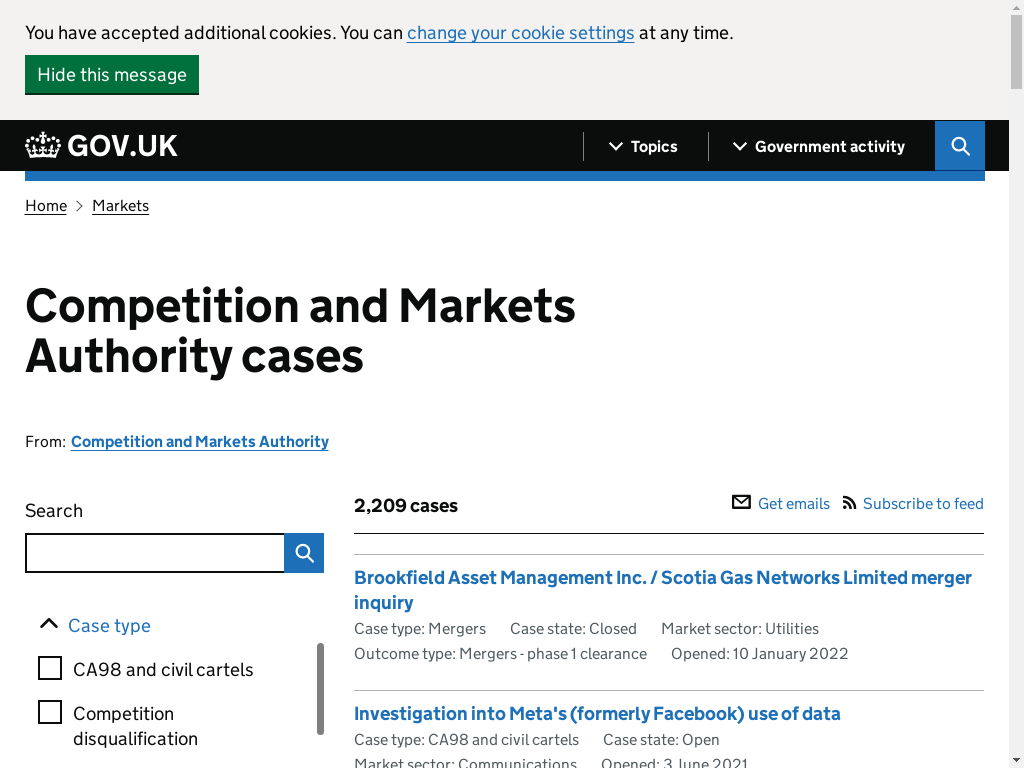 You have accepted additional cookies. You can change your cookie settings at any time.
Hide this message
GOV.UK
Topics
Government activity
Home
Markets
Competition and Markets
Authority cases
From: Competition and Markets Authority
Search
2,209 cases
Get emails
Subscribe to feed
Brookfield Asset Management Inc. / Scotia Gas Networks Limited merger
inquiry
Case type: Mergers Case state: Closed Market sector: Utilities
Outcome type: Mergers - phase 1 clearance Opened: 10 January 2022
Case type
CA98 and civil cartels
Competition
disqualification
Investigation into Meta's (formerly Facebook) use of data
Case type: CA98 and civil cartels Case state: Open
Market sector: Communications Opened: 3 June 2021